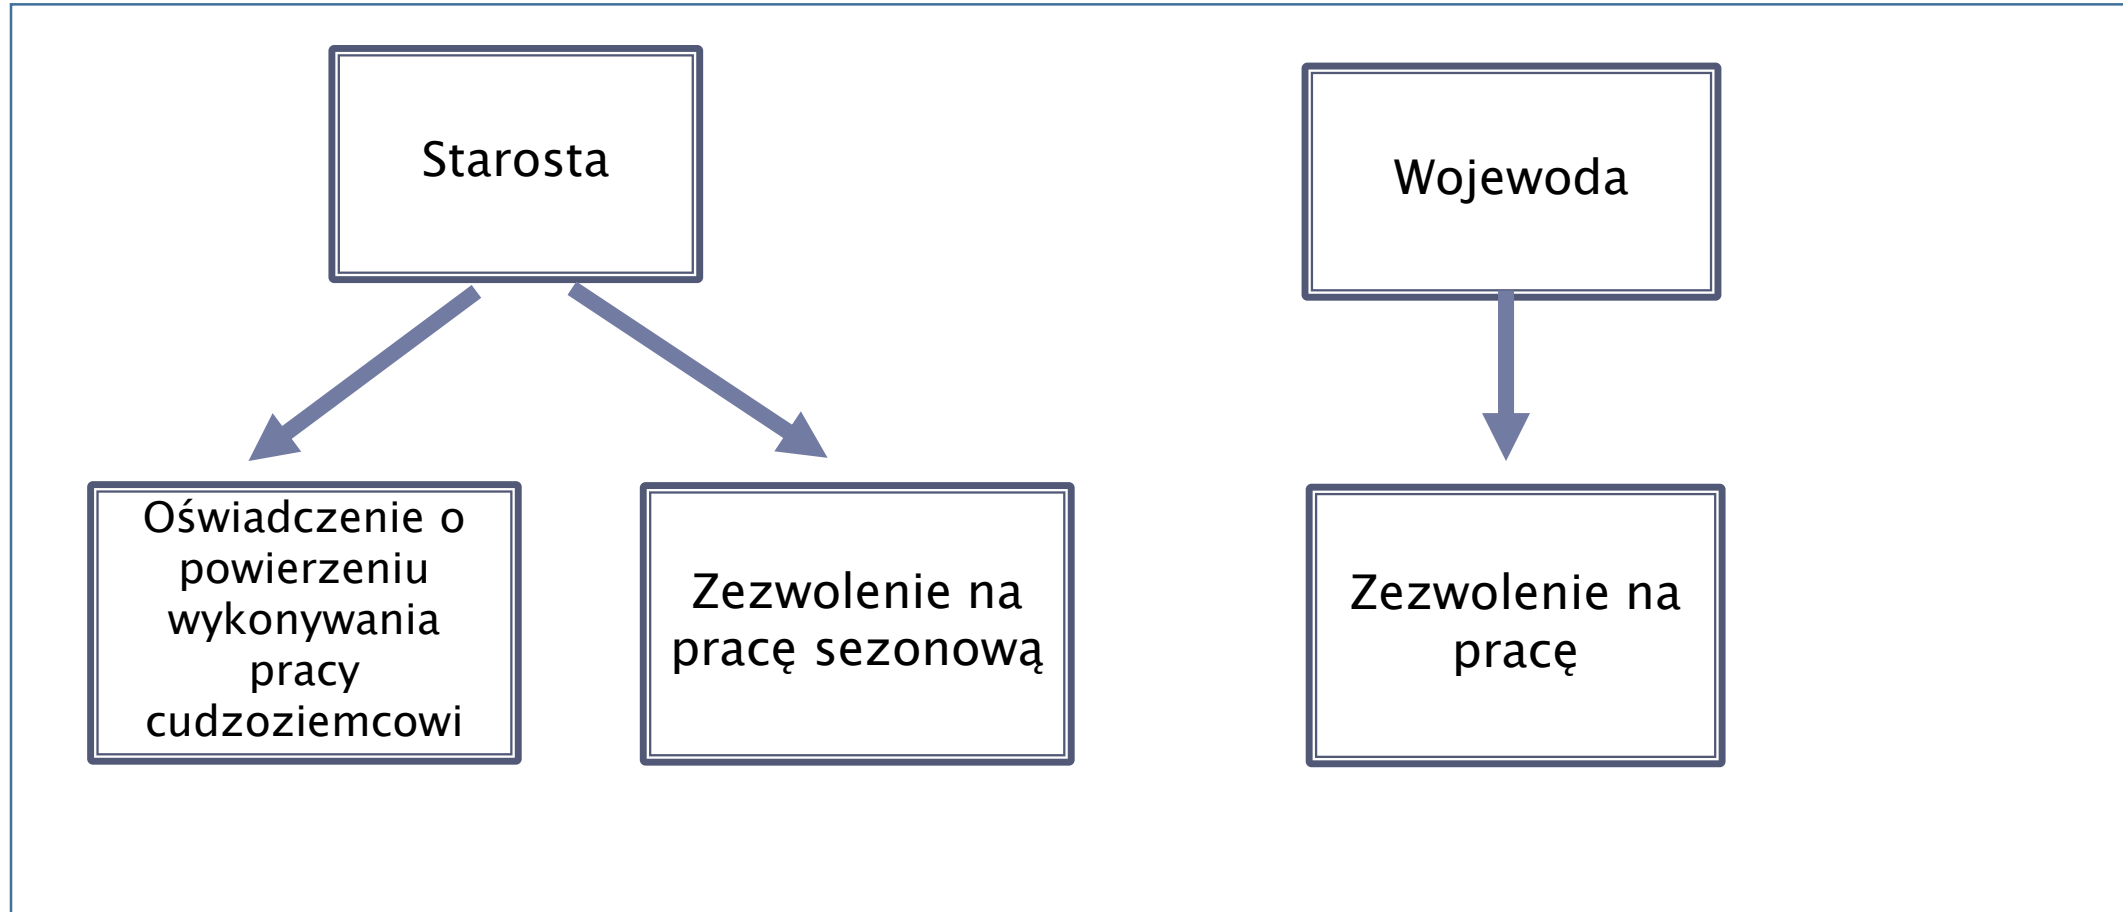 Starosta
Wojewoda
Oświadczenie o
powierzeniu
wykonywania
pracy
cudzoziemcowi
Zezwolenie na
pracę sezonową
Zezwolenie na
pracę